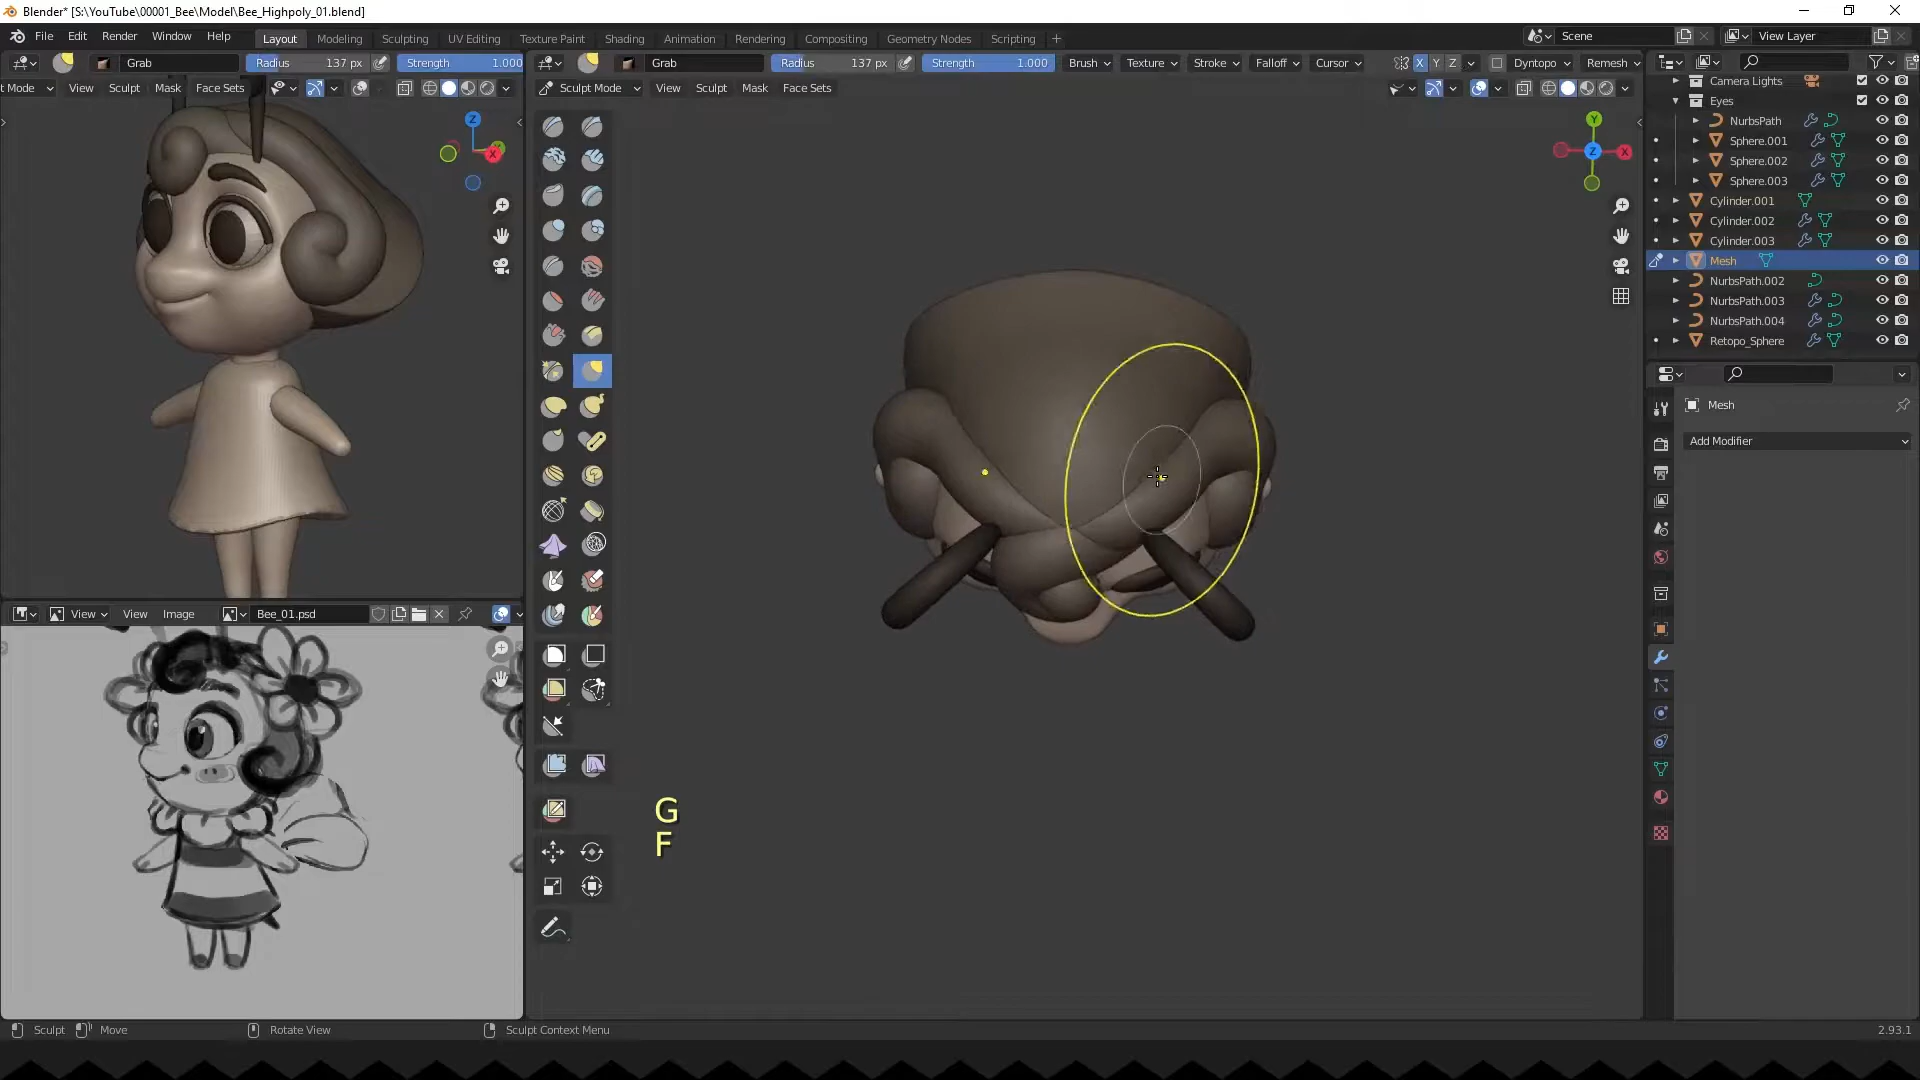 Blender* [S:\YouTube\00001_Bee\Model\Bee_Highpoly_01.blend]
File Edit Render Window Help
Layout Modeling Sculpting UV Editing Texture Paint Shading Animation Rendering Compositing Geometry Nodes Scripting +
Scene
View Layer
Grab
Radius 137 px
Strength 1.000
Grab
Radius 137 px
Strength 1.000
Brush Texture Stroke Falloff Cursor
X Y Z
Dyntopo
Remesh
t Mode View Sculpt Mask Face Sets
Sculpt Mode View Sculpt Mask Face Sets
Z
X
Y
Z
X
Camera Lights
Eyes
NurbsPath
Sphere.001
Sphere.002
Sphere.003
Cylinder.001
Cylinder.002
Cylinder.003
Mesh
NurbsPath.002
NurbsPath.003
NurbsPath.004
Retopo_Sphere
Mesh
Add Modifier
View View Image
Bee_01.psd
G
F
Sculpt Move Rotate View Sculpt Context Menu
2.93.1